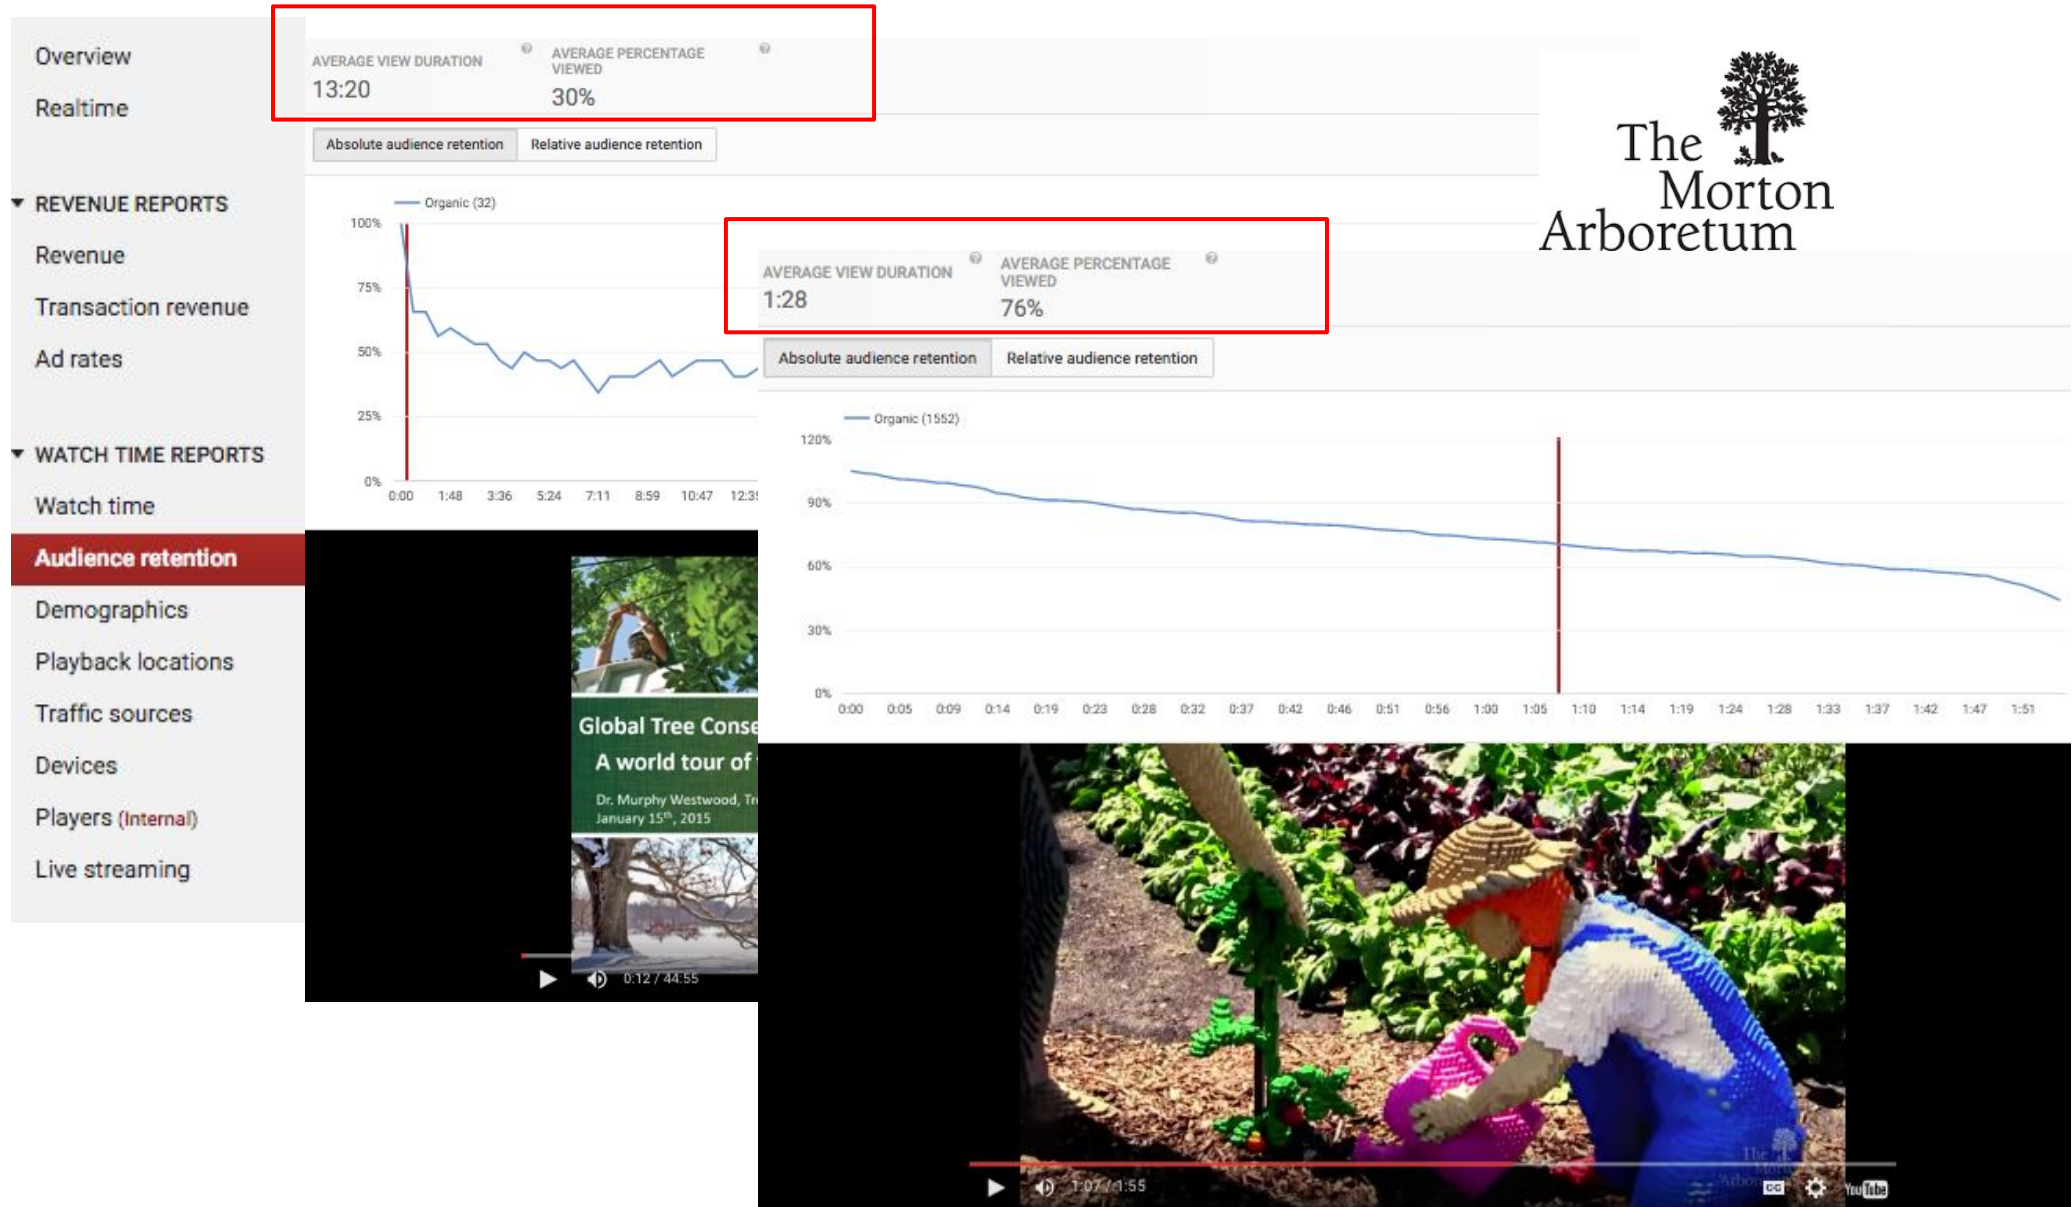 Overview
Realtime
REVENUE REPORTS
Revenue
Transaction revenue
Ad rates
WATCH TIME REPORTS
Watch time
Audience retention
Demographics
Playback locations
Traffic sources
Devices
Players (Internal)
Live streaming
AVERAGE VIEW DURATION
13:20
AVERAGE PERCENTAGE
VIEWED
30%
Absolute audience retention
Relative audience retention
Organic (32)
100%
75%
50%
25%
0%
0:00 1:48 3:36 5:24 7:11 8:59 10:47
Global Tree
A world tour of
Dr. Murphy Westwood,
January 15th, 2015
0:12 / 44:55
The
Morton
Arboretum
AVERAGE VIEW DURATION
1:28
AVERAGE PERCENTAGE
VIEWED
76%
Absolute audience retention
Relative audience retention
Organic (1552)
120%
90%
60%
30%
0%
0:00 0:05 0:09 0:14 0:19 0:23 0:28 0:32 0:37 0:42 0:46 0:51 0:56 1:00 1:05 1:10 1:14 1:19 1:24 1:28 1:33 1:37 1:42 1:47 1:51
The
1:07 / 1:55
CC
YouTube